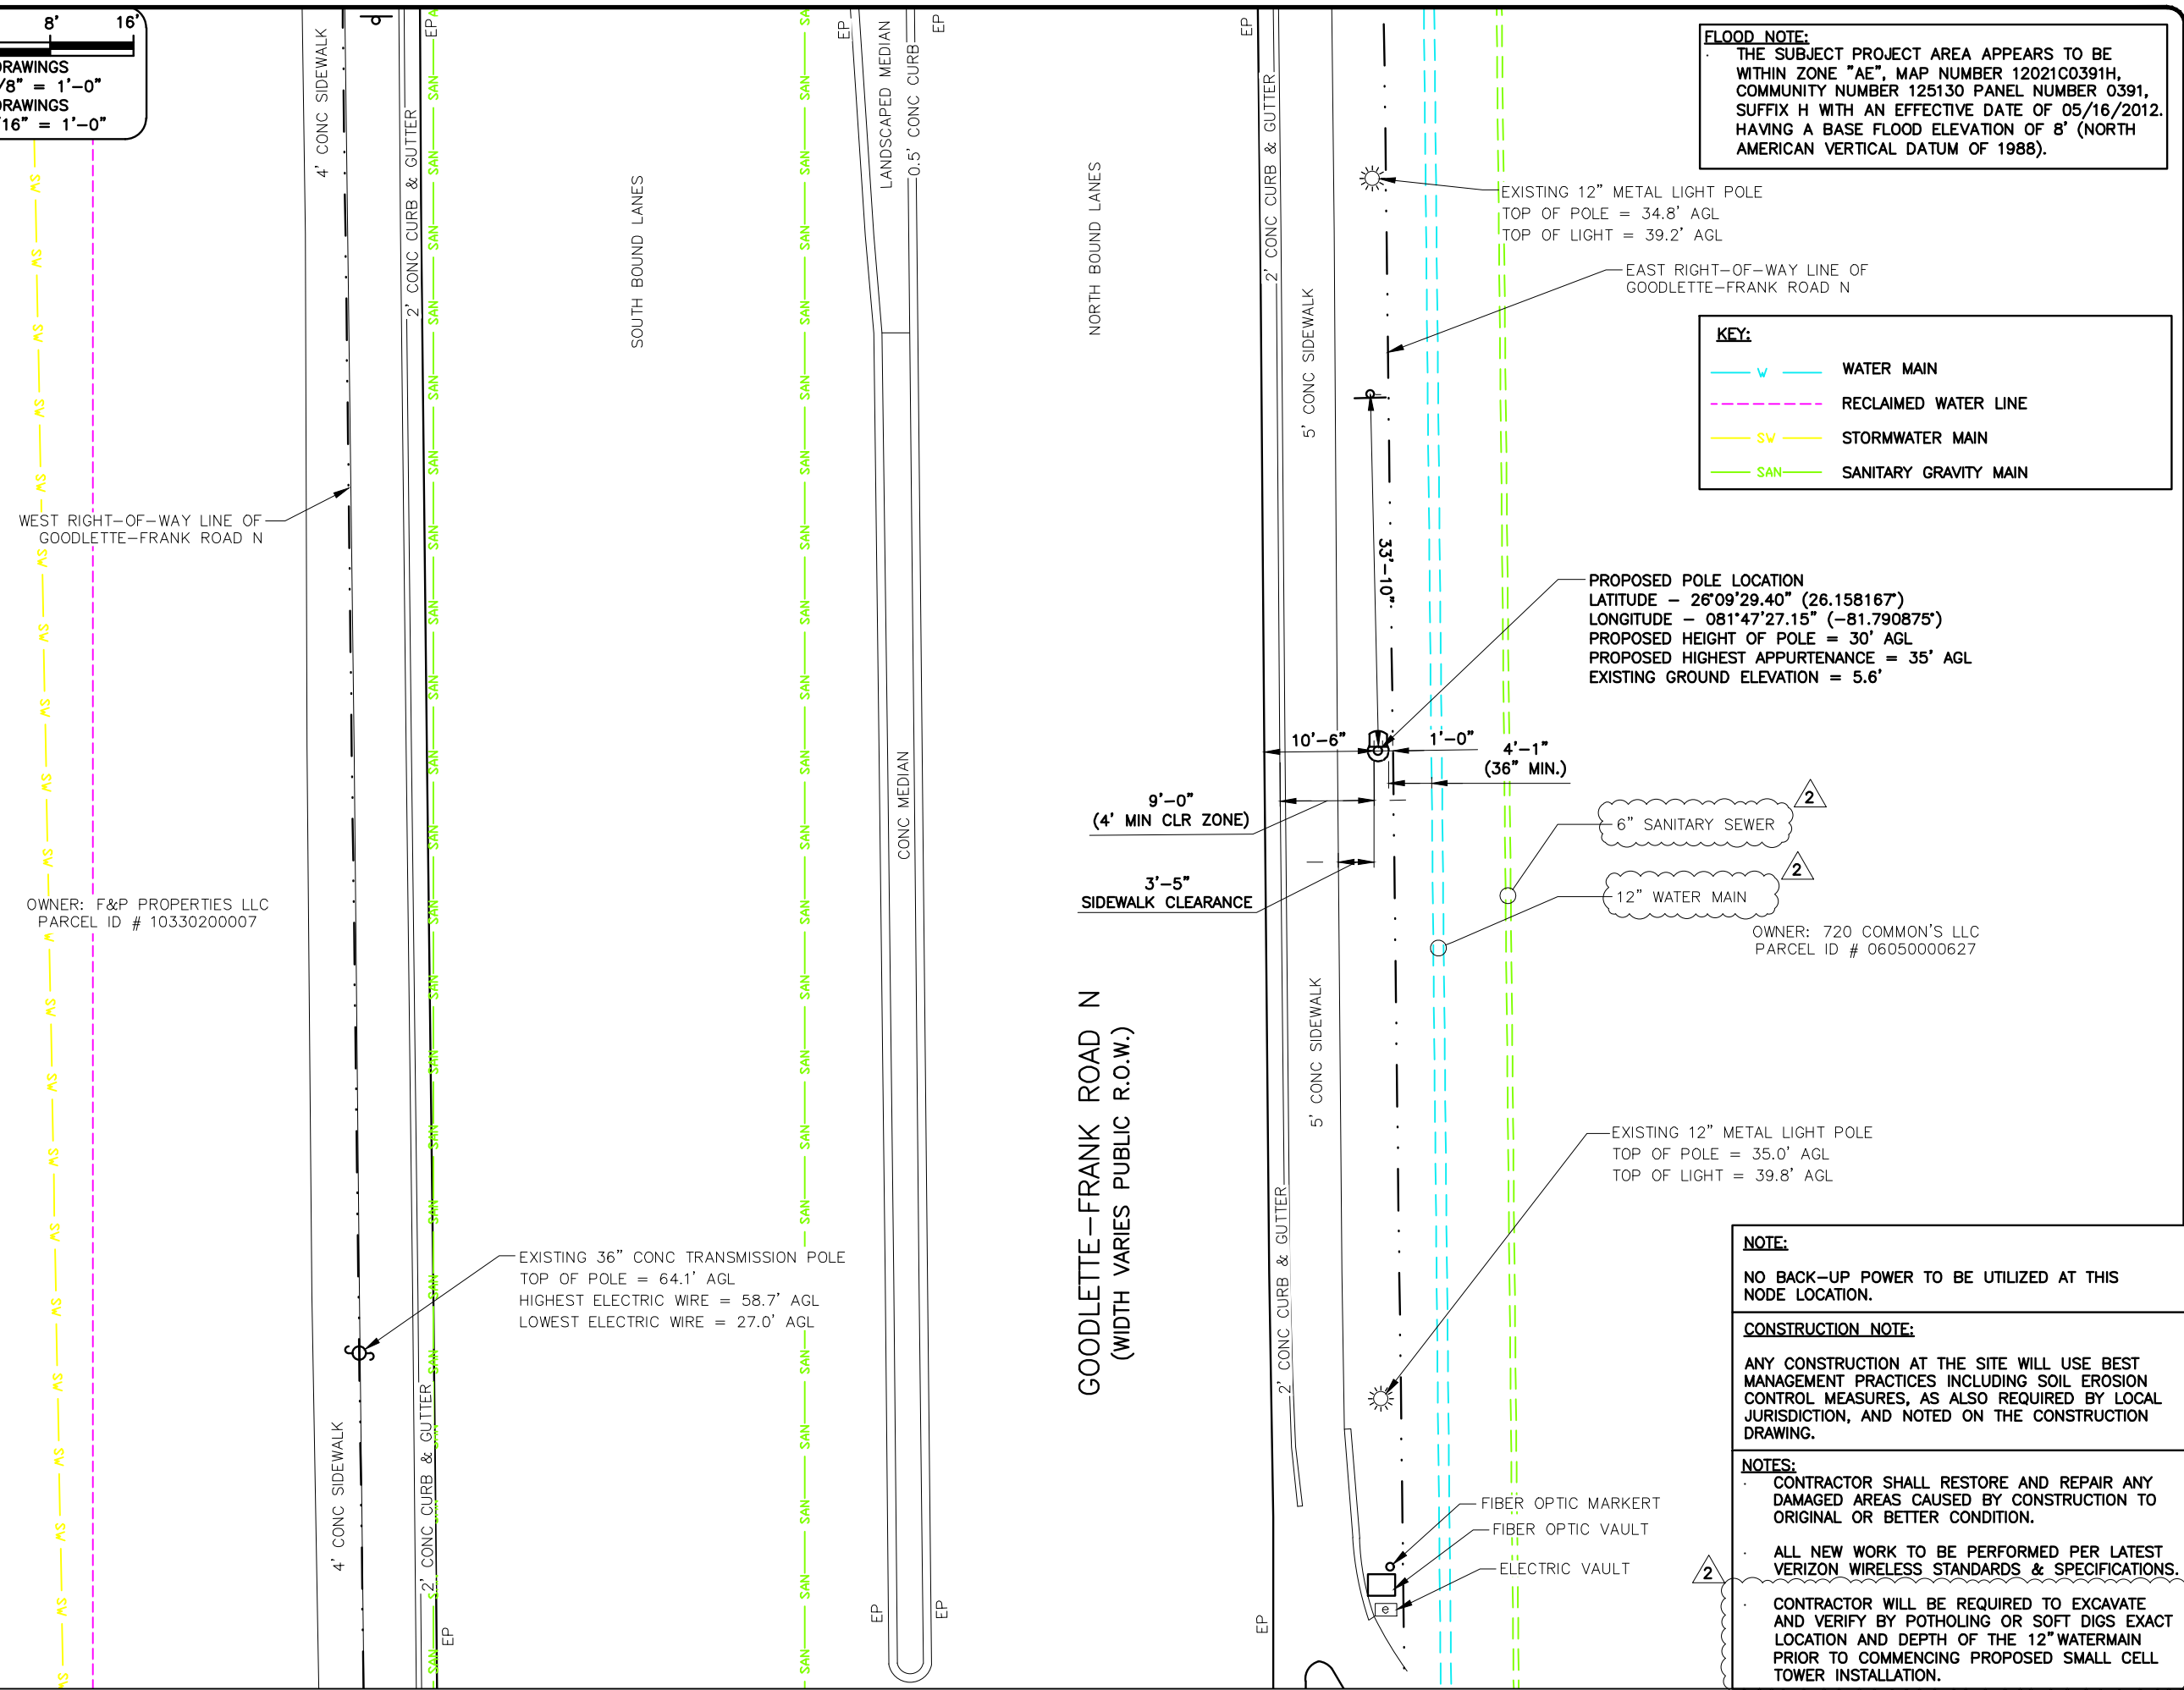 8' 16'
DRAWINGS
/8" = 1'-0"
DRAWINGS
/16" = 1'-0"
4' CONC SIDEWALK
2' CONC CURB & GUTTER
EP
SOUTH BOUND LANES
EP
LANDSCAPED MEDIAN
0.5' CONC CURB
EP
NORTH BOUND LANES
EP
2' CONC CURB & GUTTER
5' CONC SIDEWALK
FLOOD NOTE:
THE SUBJECT PROJECT AREA APPEARS TO BE
WITHIN ZONE "AE", MAP NUMBER 12021C0391H,
COMMUNITY NUMBER 125130 PANEL NUMBER 0391,
SUFFIX H WITH AN EFFECTIVE DATE OF 05/16/2012.
HAVING A BASE FLOOD ELEVATION OF 8' (NORTH
AMERICAN VERTICAL DATUM OF 1988).
EXISTING 12" METAL LIGHT POLE
TOP OF POLE = 34.8' AGL
TOP OF LIGHT = 39.2' AGL
EAST RIGHT-OF-WAY LINE OF
GOODLETTE-FRANK ROAD N
KEY:
W WATER MAIN
RECLAIMED WATER LINE
SW STORMWATER MAIN
SAN SANITARY GRAVITY MAIN
WEST RIGHT-OF-WAY LINE OF
GOODLETTE-FRANK ROAD N
33'-10"
PROPOSED POLE LOCATION
LATITUDE - 26°09'29.40" (26.158167°)
LONGITUDE - 081°47'27.15" (-81.790875°)
PROPOSED HEIGHT OF POLE = 30' AGL
PROPOSED HIGHEST APPURTENANCE = 35' AGL
EXISTING GROUND ELEVATION = 5.6'
10'-6"
1'-0"
4'-1"
(36" MIN.)
9'-0"
(4' MIN CLR ZONE)
3'-5"
SIDEWALK CLEARANCE
CONC MEDIAN
2
6" SANITARY SEWER
2
12" WATER MAIN
OWNER: F&P PROPERTIES LLC
PARCEL ID # 10330200007
OWNER: 720 COMMON'S LLC
PARCEL ID # 06050000627
GOODLETTE-FRANK ROAD N
(WIDTH VARIES PUBLIC R.O.W.)
5' CONC SIDEWALK
2' CONC CURB & GUTTER
EXISTING 12" METAL LIGHT POLE
TOP OF POLE = 35.0' AGL
TOP OF LIGHT = 39.8' AGL
EXISTING 36" CONC TRANSMISSION POLE
TOP OF POLE = 64.1' AGL
HIGHEST ELECTRIC WIRE = 58.7' AGL
LOWEST ELECTRIC WIRE = 27.0' AGL
4' CONC SIDEWALK
2' CONC CURB & GUTTER
EP
EP
EP
EP
FIBER OPTIC MARKERT
FIBER OPTIC VAULT
ELECTRIC VAULT
e
NOTE:
NO BACK-UP POWER TO BE UTILIZED AT THIS
NODE LOCATION.
CONSTRUCTION NOTE:
ANY CONSTRUCTION AT THE SITE WILL USE BEST
MANAGEMENT PRACTICES INCLUDING SOIL EROSION
CONTROL MEASURES, AS ALSO REQUIRED BY LOCAL
JURISDICTION, AND NOTED ON THE CONSTRUCTION
DRAWING.
NOTES:
CONTRACTOR SHALL RESTORE AND REPAIR ANY
DAMAGED AREAS CAUSED BY CONSTRUCTION TO
ORIGINAL OR BETTER CONDITION.
ALL NEW WORK TO BE PERFORMED PER LATEST
VERIZON WIRELESS STANDARDS & SPECIFICATIONS.
2
CONTRACTOR WILL BE REQUIRED TO EXCAVATE
AND VERIFY BY POTHOLING OR SOFT DIGS EXACT
LOCATION AND DEPTH OF THE 12" WATERMAIN
PRIOR TO COMMENCING PROPOSED SMALL CELL
TOWER INSTALLATION.